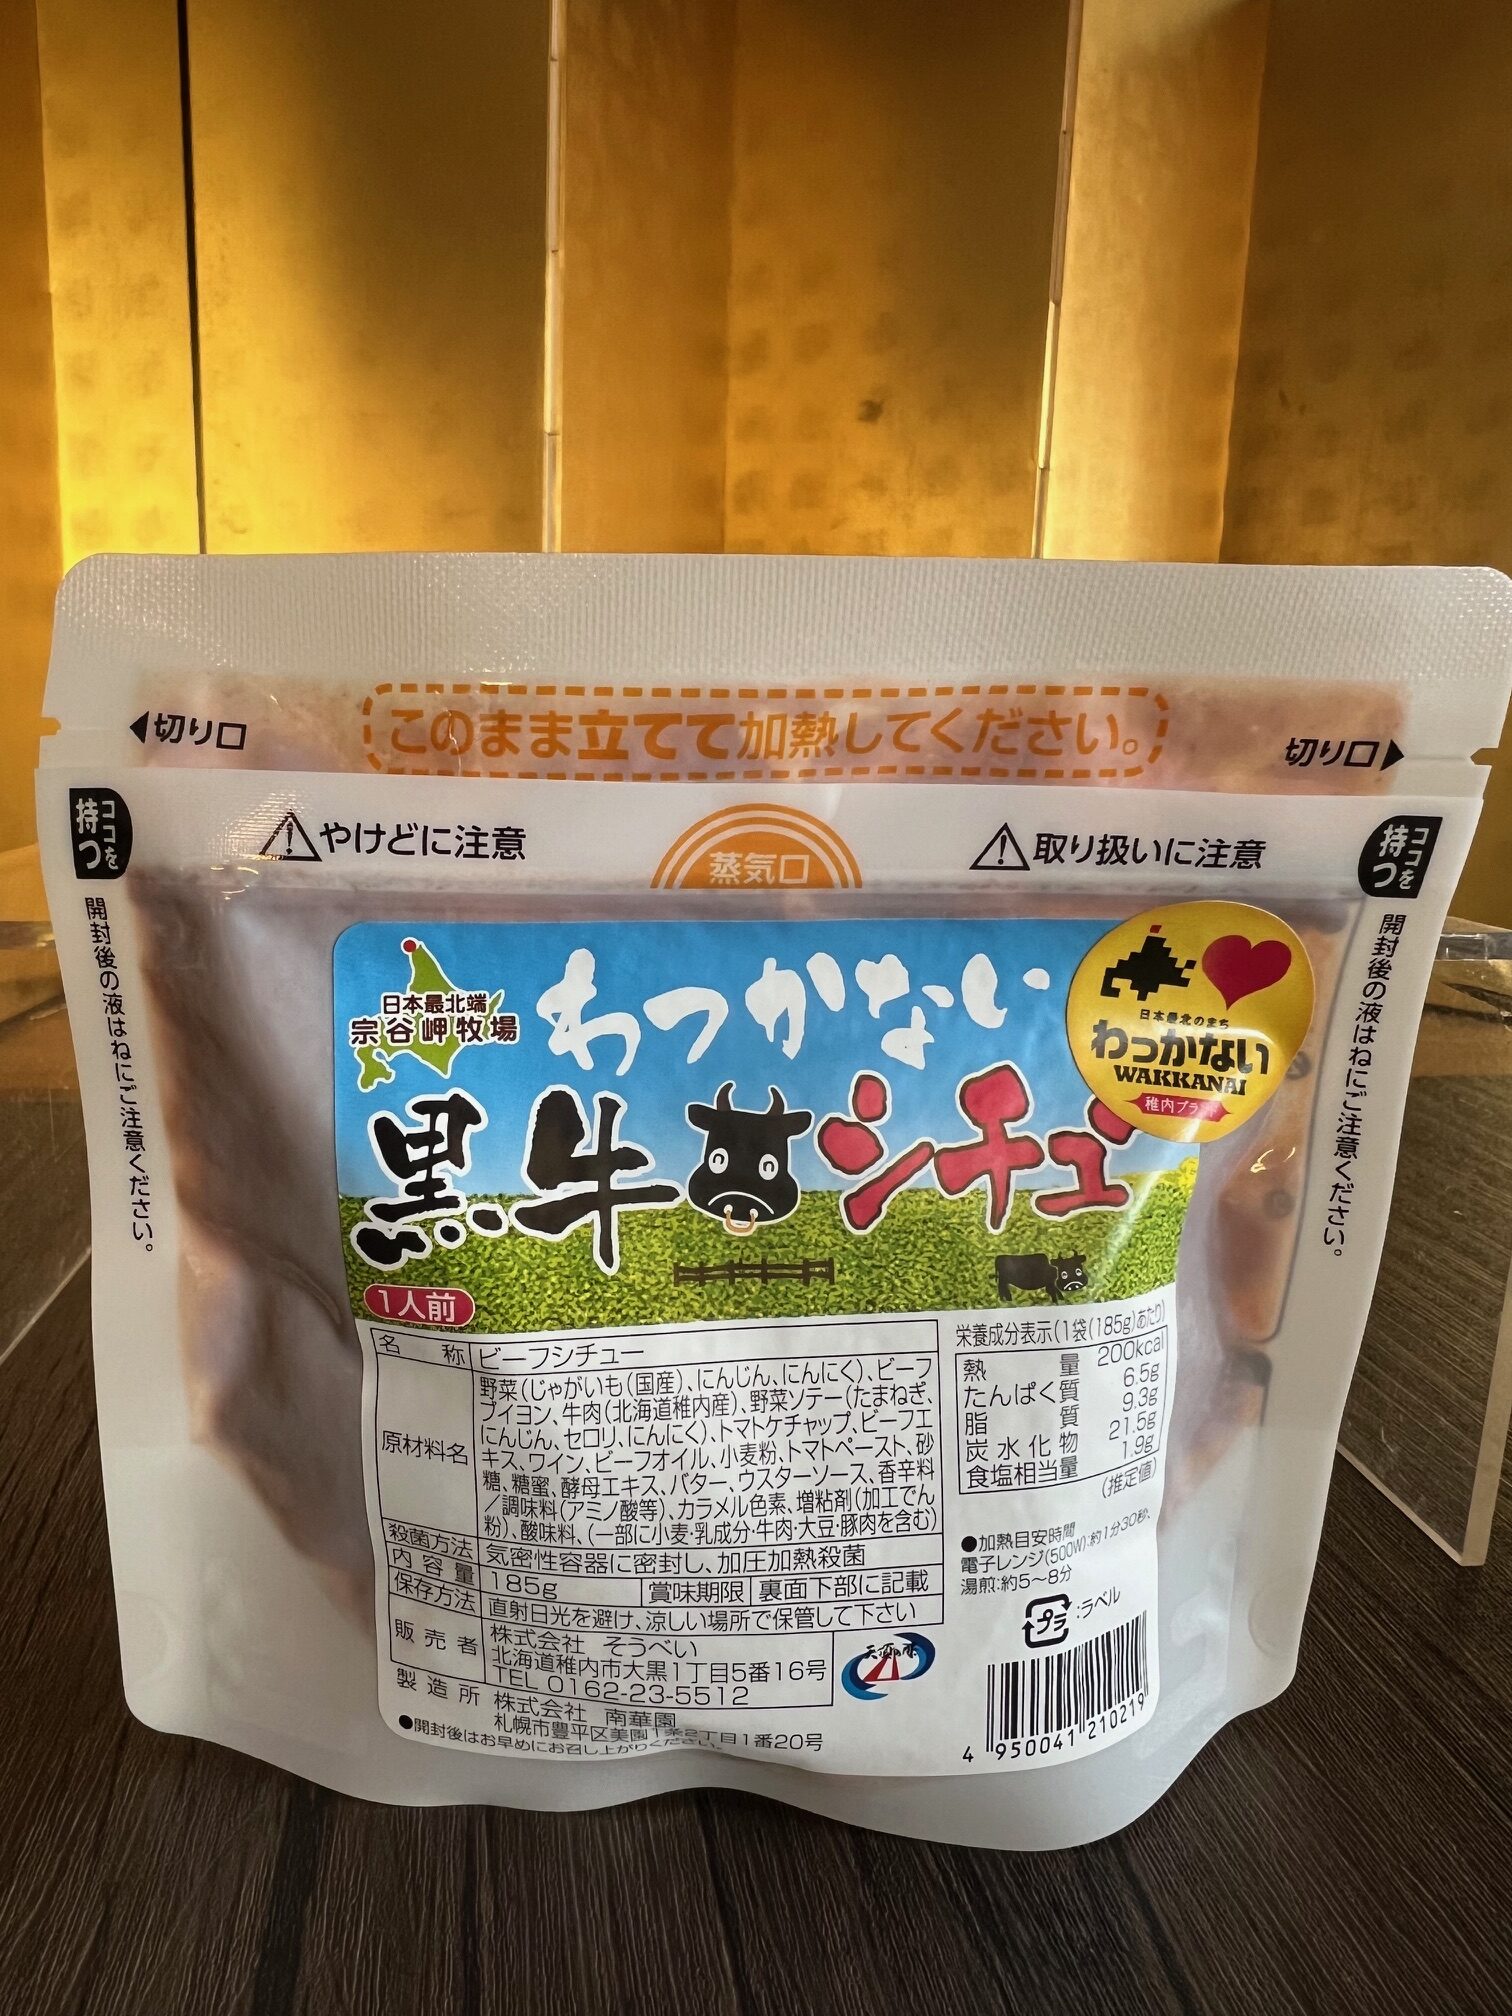 このまま立てて加熱してください。
切り口
切り口
ココを持つ
ココを持つ
やけどに注意
蒸気口
取り扱いに注意
開封後の液はねにご注意ください。
開封後の液はねにご注意ください。
日本最北端
宗谷岬牧場
わっかない
黒牛シチュー
日本最北のまち
わっかない
WAKKANAI
稚内ブラ
1人前
名称 ビーフシチュー
原材料名 野菜(じゃがいも(国産)、にんじん、にんにく)、ビーフ
ブイヨン、牛肉(北海道稚内産)、野菜ソテー(たまねぎ、
にんじん、セロリ、にんにく)、トマトケチャップ、ビーフエ
キス、ワイン、ビーフオイル、小麦粉、トマトペースト、砂
糖、糖蜜、酵母エキス、バター、ウスターソース、香辛料
/調味料(アミノ酸等)、カラメル色素、増粘剤(加工でん
粉)、酸味料、(一部に小麦・乳成分・牛肉・大豆・豚肉を含む)
殺菌方法 気密性容器に密封し、加圧加熱殺菌
内容量 185g 賞味期限 裏面下部に記載
保存方法 直射日光を避け、涼しい場所で保管して下さい
販売者 株式会社 そうべい
北海道稚内市大黒1丁目5番16号
TEL 0162-23-5512
製造所 株式会社 南華園
札幌市豊平区美園1条2丁目1番20号
●開封後はお早めにお召し上がりください。
栄養成分表示(1袋(185g)あたり)
熱量 200kcal
たんぱく質 6.5g
脂質 9.3g
炭水化物 21.5g
食塩相当量 1.9g
(推定値)
●加熱目安時間
電子レンジ(500W):約1分30秒、
湯煎:約5~8分
プラ :ラベル
天頂の彩
4 950041 210219